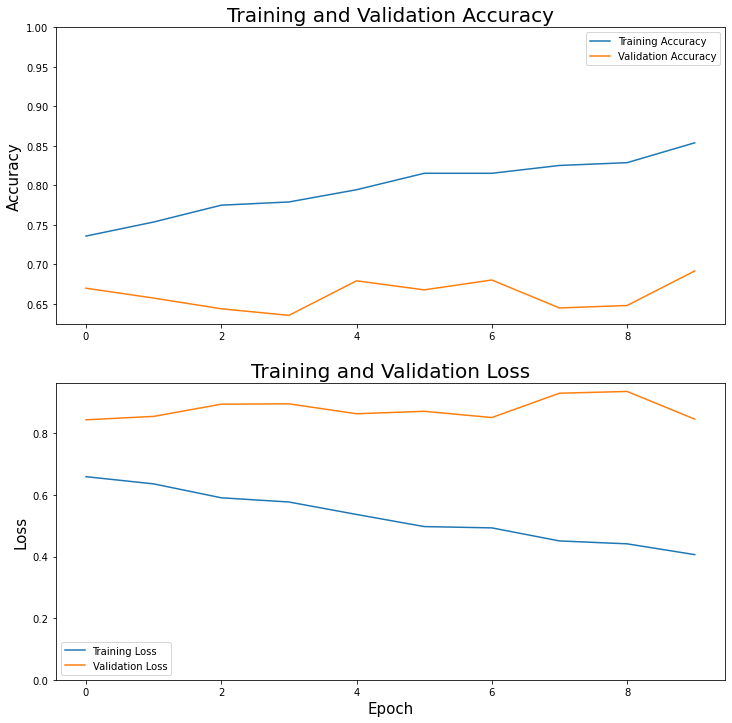 Training and Validation Accuracy
1.00
0.95
0.90
0.85
0.80
0.75
0.70
0.65
Accuracy
Training Accuracy
Validation Accuracy
0 2 4 6 8
Training and Validation Loss
0.8
0.6
0.4
0.2
0.0
Loss
Training Loss
Validation Loss
0 2 4 6 8
Epoch